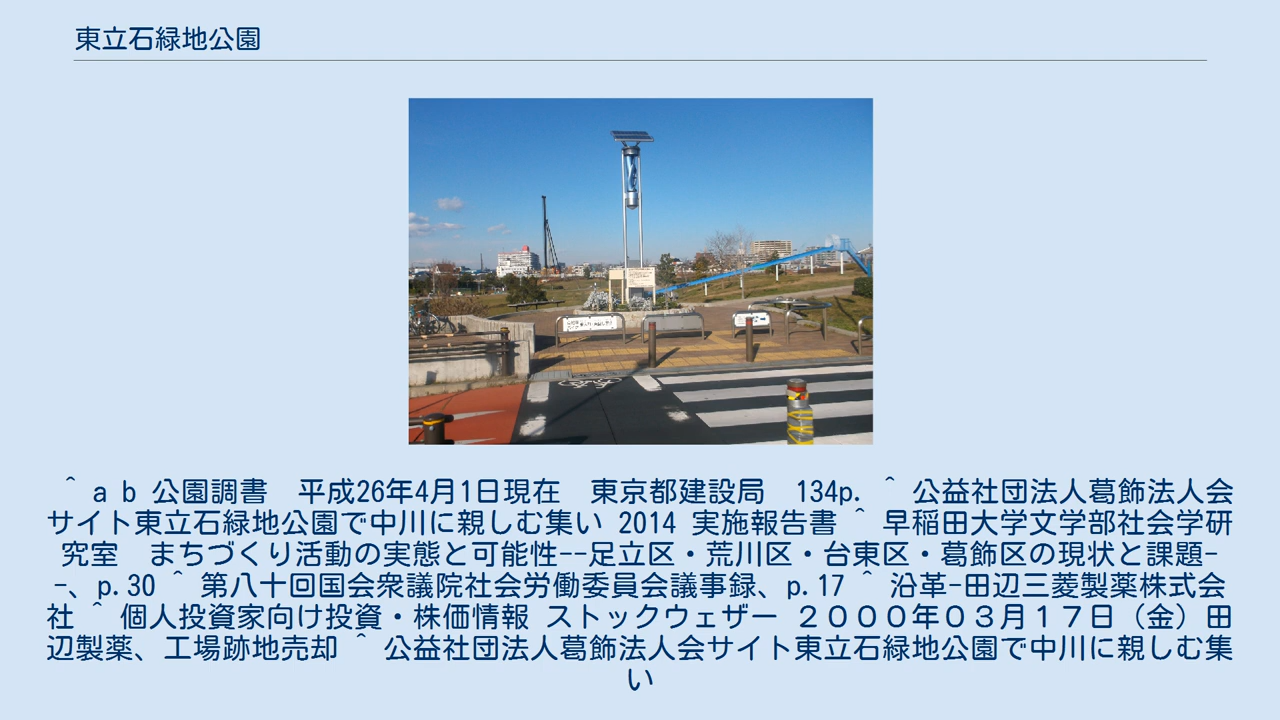 東立石緑地公園
^ a b 公園調書　平成26年4月1日現在　東京都建設局　134p. ^ 公益社団法人葛飾法人会
サイト東立石緑地公園で中川に親しむ集い 2014 実施報告書 ^ 早稲田大学文学部社会学研
究室　まちづくり活動の実態と可能性--足立区・荒川区・台東区・葛飾区の現状と課題-
-、p.30 ^ 第八十回国会衆議院社会労働委員会議事録、p.17 ^ 沿革-田辺三菱製薬株式会
社 ^ 個人投資家向け投資・株価情報 ストックウェザー ２０００年０３月１７日（金）田
辺製薬、工場跡地売却 ^ 公益社団法人葛飾法人会サイト東立石緑地公園で中川に親しむ集
い